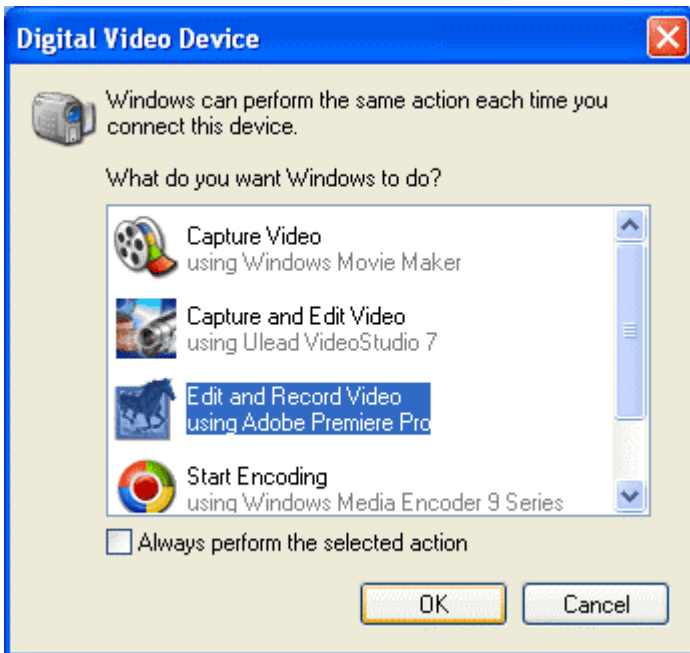 Digital Video Device
Windows can perform the same action each time you
connect this device.
What do you want Windows to do?
Capture Video
using Windows Movie Maker
Capture and Edit Video
using Ulead VideoStudio 7
Edit and Record Video
using Adobe Premiere Pro
Start Encoding
using Windows Media Encoder 9 Series
Always perform the selected action
OK
Cancel